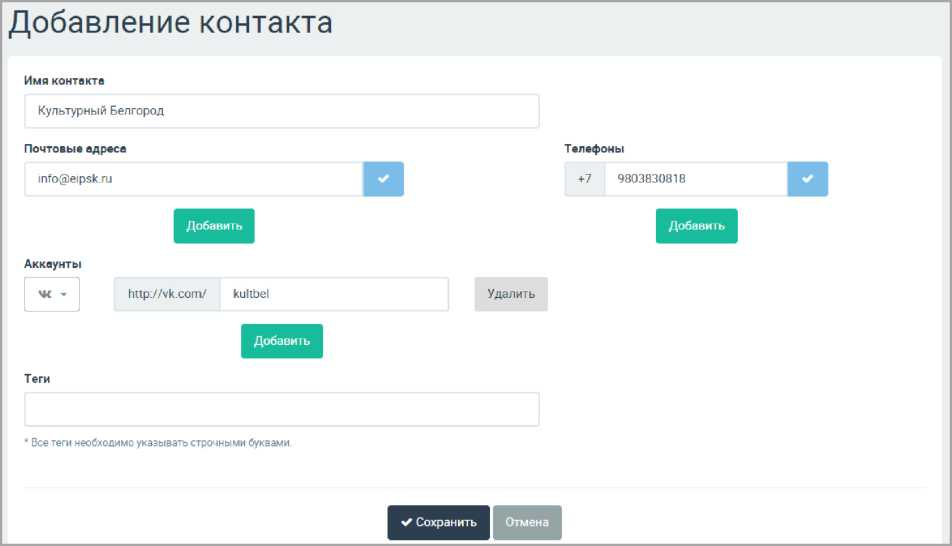 Добавление контакта
Имя контакта
Культурный Белгород
Почтовые адреса Телефоны
info@eipsk.ru +7 9803830818
Добавить Добавить
Аккаунты
http://vk.com/ kultbel Удалить
Добавить
Теги
* Все теги необходимо указывать строчными буквами.
Сохранить Отмена